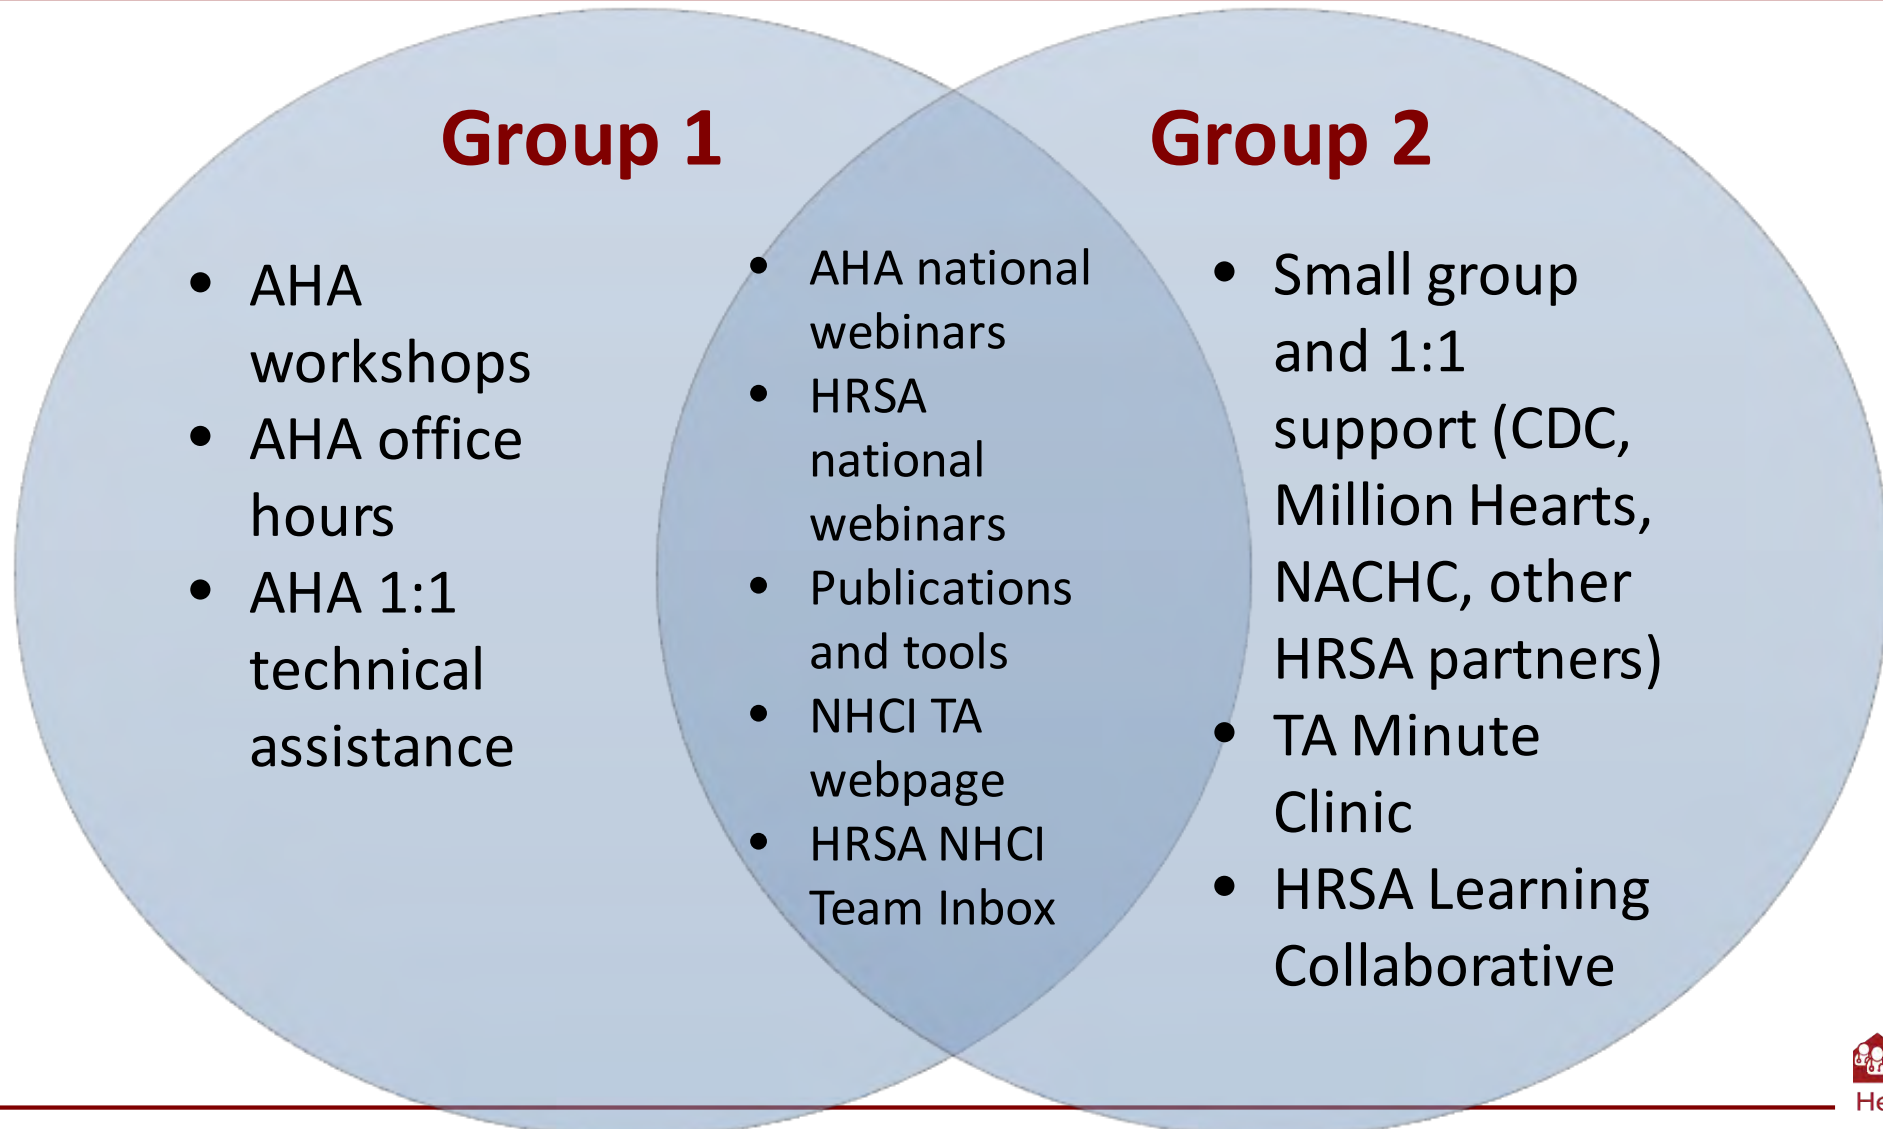 Group 1
Group 2
• AHA
workshops
• AHA office
hours
• AHA 1:1
technical
assistance
• AHA national
webinars
• HRSA
national
webinars
• Publications
and tools
• NHCI TA
webpage
• HRSA NHCI
Team Inbox
• Small group
and 1:1
support (CDC,
Million Hearts,
NACHC, other
HRSA partners)
• TA Minute
Clinic
• HRSA Learning
Collaborative
He